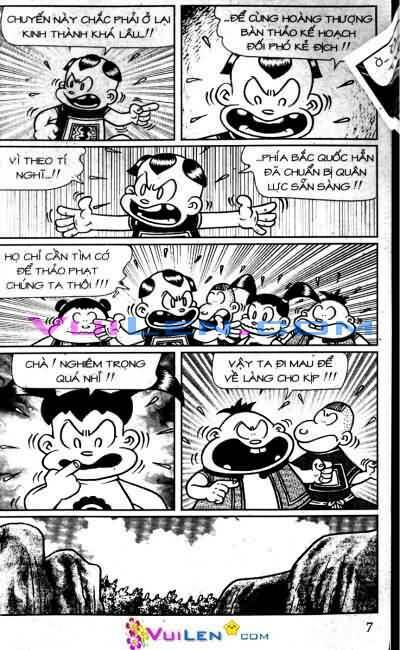 CHUYẾN NÀY CHẮC PHẢI Ở LẠI
KINH THÀNH KHÁ LÂU...!!
...ĐỂ CÙNG HOÀNG THƯỢNG
BÀN THẢO KẾ HOẠCH
ĐỐI PHÓ KẺ ĐỊCH !!
VÌ THEO TÍ
NGHĨ...!!
...PHÍA BẮC QUỐC HẲN
ĐÃ CHUẨN BỊ QUÂN
LỰC SẴN SÀNG !!
HỌ CHỈ CẦN TÌM CỚ
ĐỂ THẢO PHẠT
CHÚNG TA THÔI !!!
VUILEN.COM
CHÀ ! NGHIÊM TRỌNG
QUÁ NHỈ !!!
VẬY TA ĐI MAU ĐỂ
VỀ LÀNG CHO KỊP !!!
7
VUILEN.COM